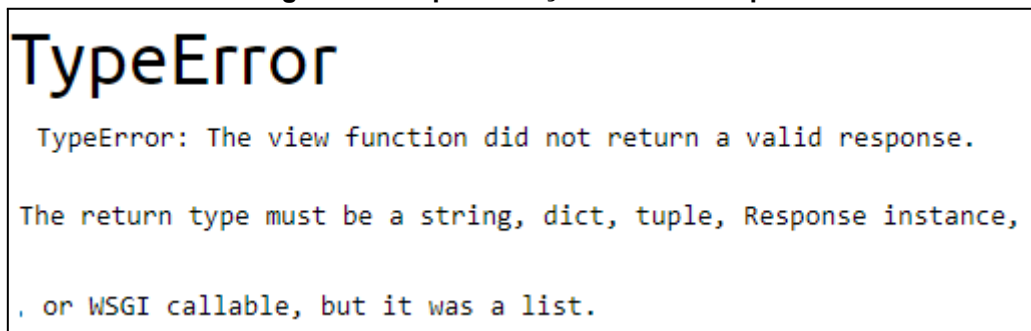 TypeError
TypeError: The view function did not return a valid response.
The return type must be a string, dict, tuple, Response instance,
, or WSGI callable, but it was a list.